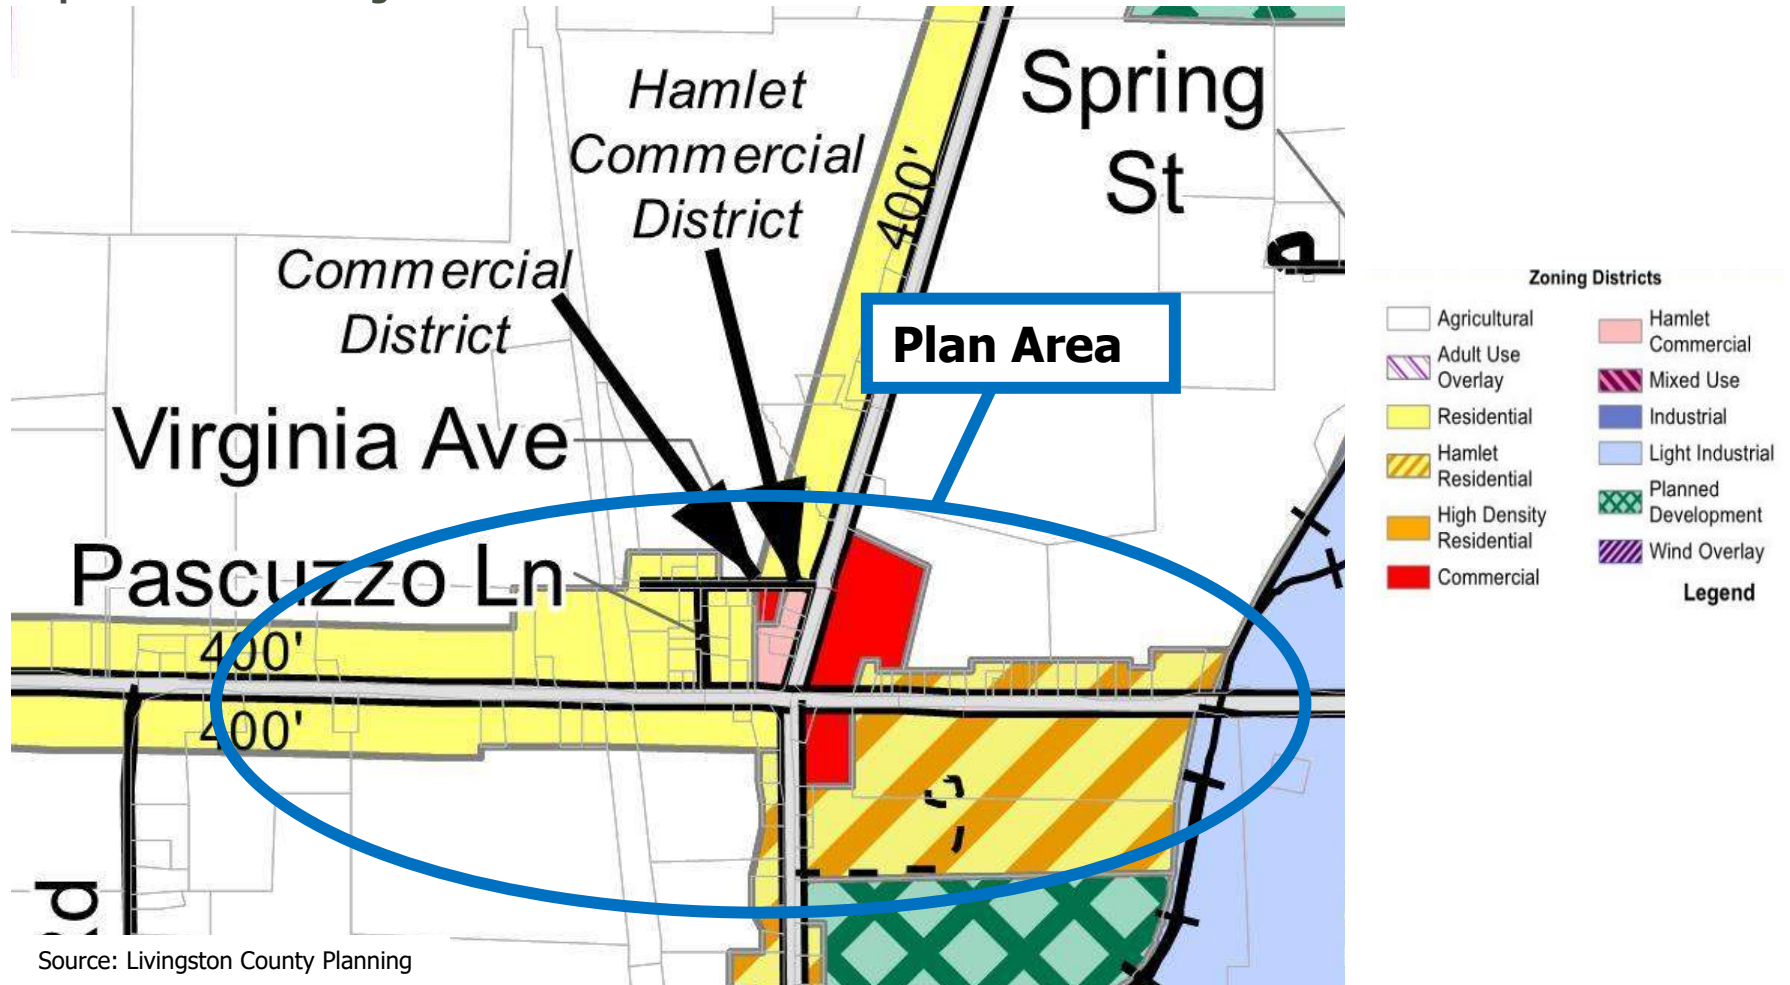 Hamlet
Commercial
District
Spring
St
400'
Commercial
District
Plan Area
Virginia Ave
Pascuzzo Ln
400'
400'
Rd
Source: Livingston County Planning
Zoning Districts
Agricultural
Adult Use
Overlay
Residential
Hamlet
Residential
High Density
Residential
Commercial
Hamlet
Commercial
Mixed Use
Industrial
Light Industrial
Planned
Development
Wind Overlay
Legend